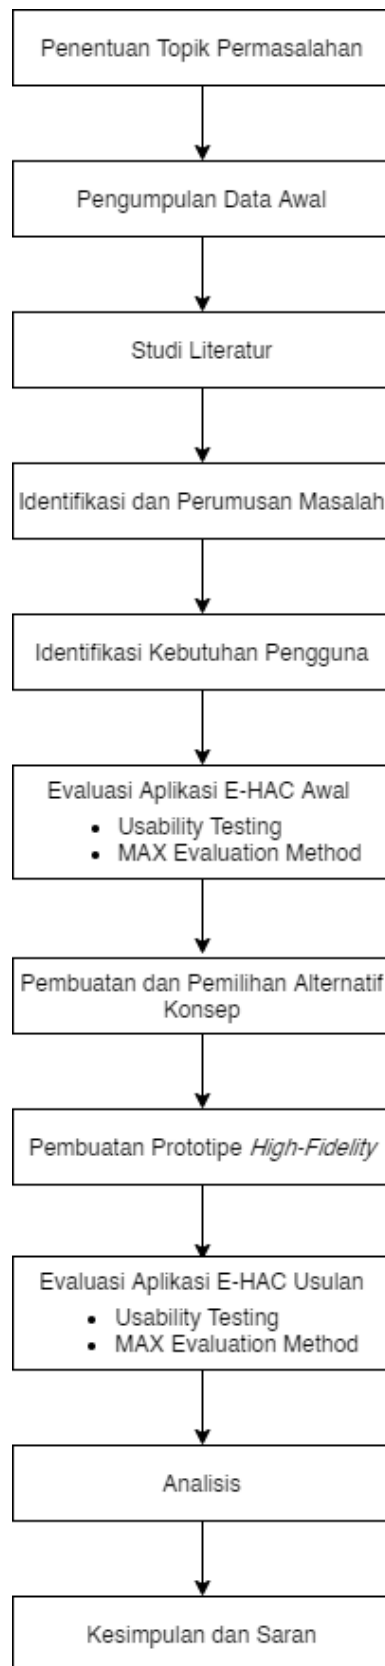 Penentuan Topik Permasalahan
Pengumpulan Data Awal
Studi Literatur
Identifikasi dan Perumusan Masalah
Identifikasi Kebutuhan Pengguna
Evaluasi Aplikasi E-HAC Awal
• Usability Testing
• MAX Evaluation Method
Pembuatan dan Pemilihan Alternatif
Konsep
Pembuatan Prototipe High-Fidelity
Evaluasi Aplikasi E-HAC Usulan
• Usability Testing
• MAX Evaluation Method
Analisis
Kesimpulan dan Saran